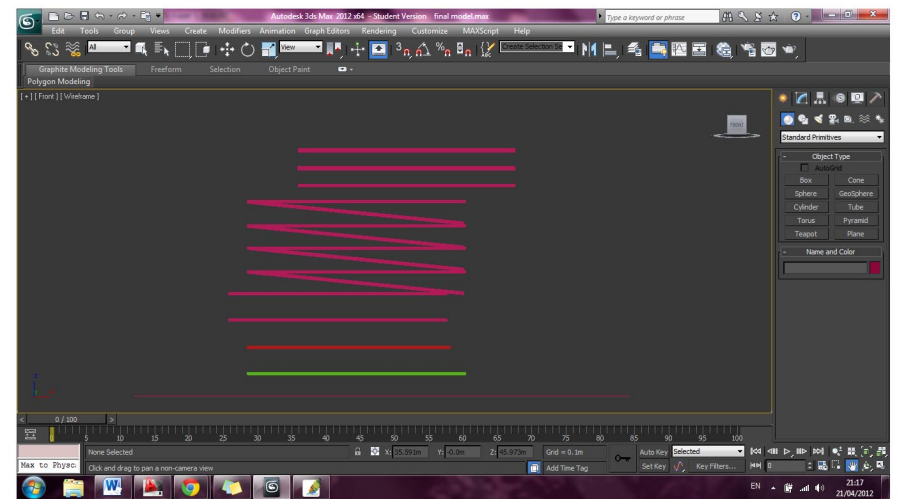 Autodesk 3ds Max 2012 x64 - Student Version final model.max
Type a keyword or phrase
Edit Tools Group Views Create Modifiers Animation Graph Editors Rendering Customize MAXScript Help
All
View
Create Selection Se
Graphite Modeling Tools Freeform Selection Object Paint
Polygon Modeling
[ + ] [ Front ] [ Wireframe ]
FRONT
Standard Primitives
Object Type
AutoGrid
Box Cone
Sphere GeoSphere
Cylinder Tube
Torus Pyramid
Teapot Plane
Name and Color
z
0 / 100
5 10 15 20 25 30 35 40 45 50 55 60 65 70 75 80 85 90 95 100
None Selected
X: 35.591m Y: -0.0m Z: 45.973m Grid = 0.1m
Auto Key Selected
Max to Physc
Click and drag to pan a non-camera view
Add Time Tag
Set Key Key Filters... 0
EN
21:17
21/04/2012